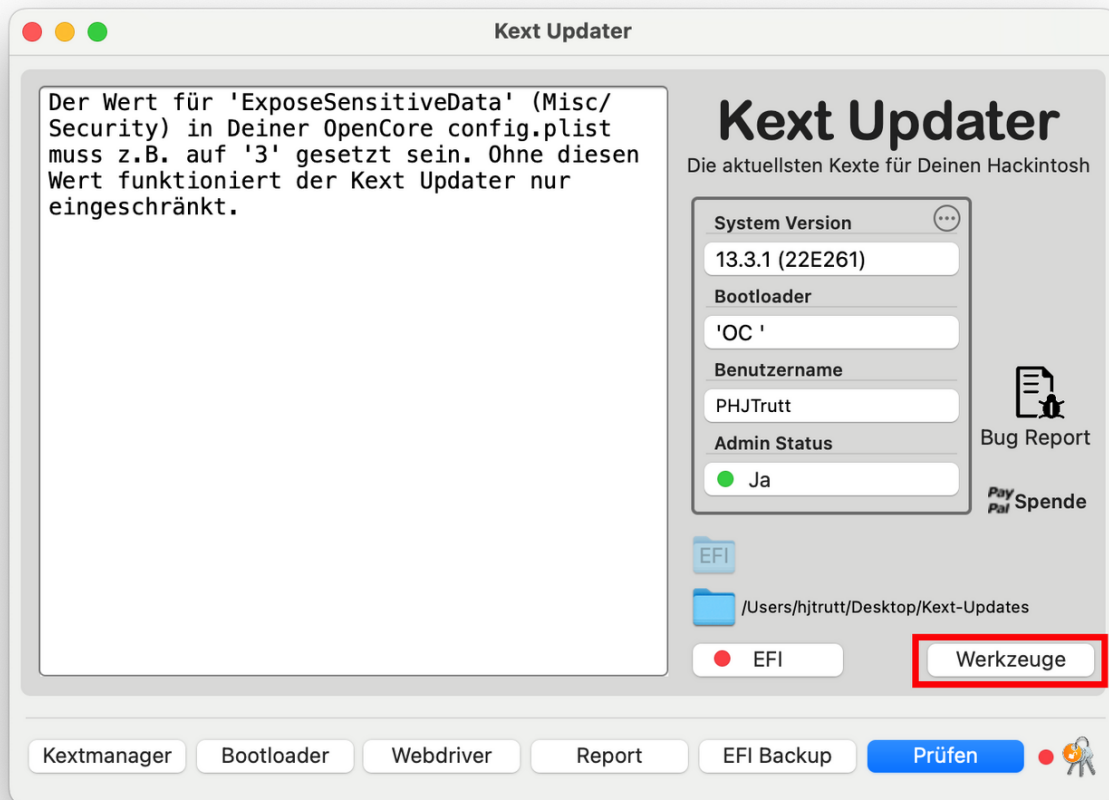 Kext Updater
Der Wert für 'ExposeSensitiveData' (Misc/
Security) in Deiner OpenCore config.plist
muss z.B. auf '3' gesetzt sein. Ohne diesen
Wert funktioniert der Kext Updater nur
eingeschränkt.
Kext Updater
Die aktuellsten Kexte für Deinen Hackintosh
System Version
13.3.1 (22E261)
Bootloader
'OC '
Benutzername
PHJTrutt
Admin Status
Ja
Bug Report
Pay
Pal Spende
EFI
/Users/hjtrutt/Desktop/Kext-Updates
EFI
Werkzeuge
Kextmanager
Bootloader
Webdriver
Report
EFI Backup
Prüfen